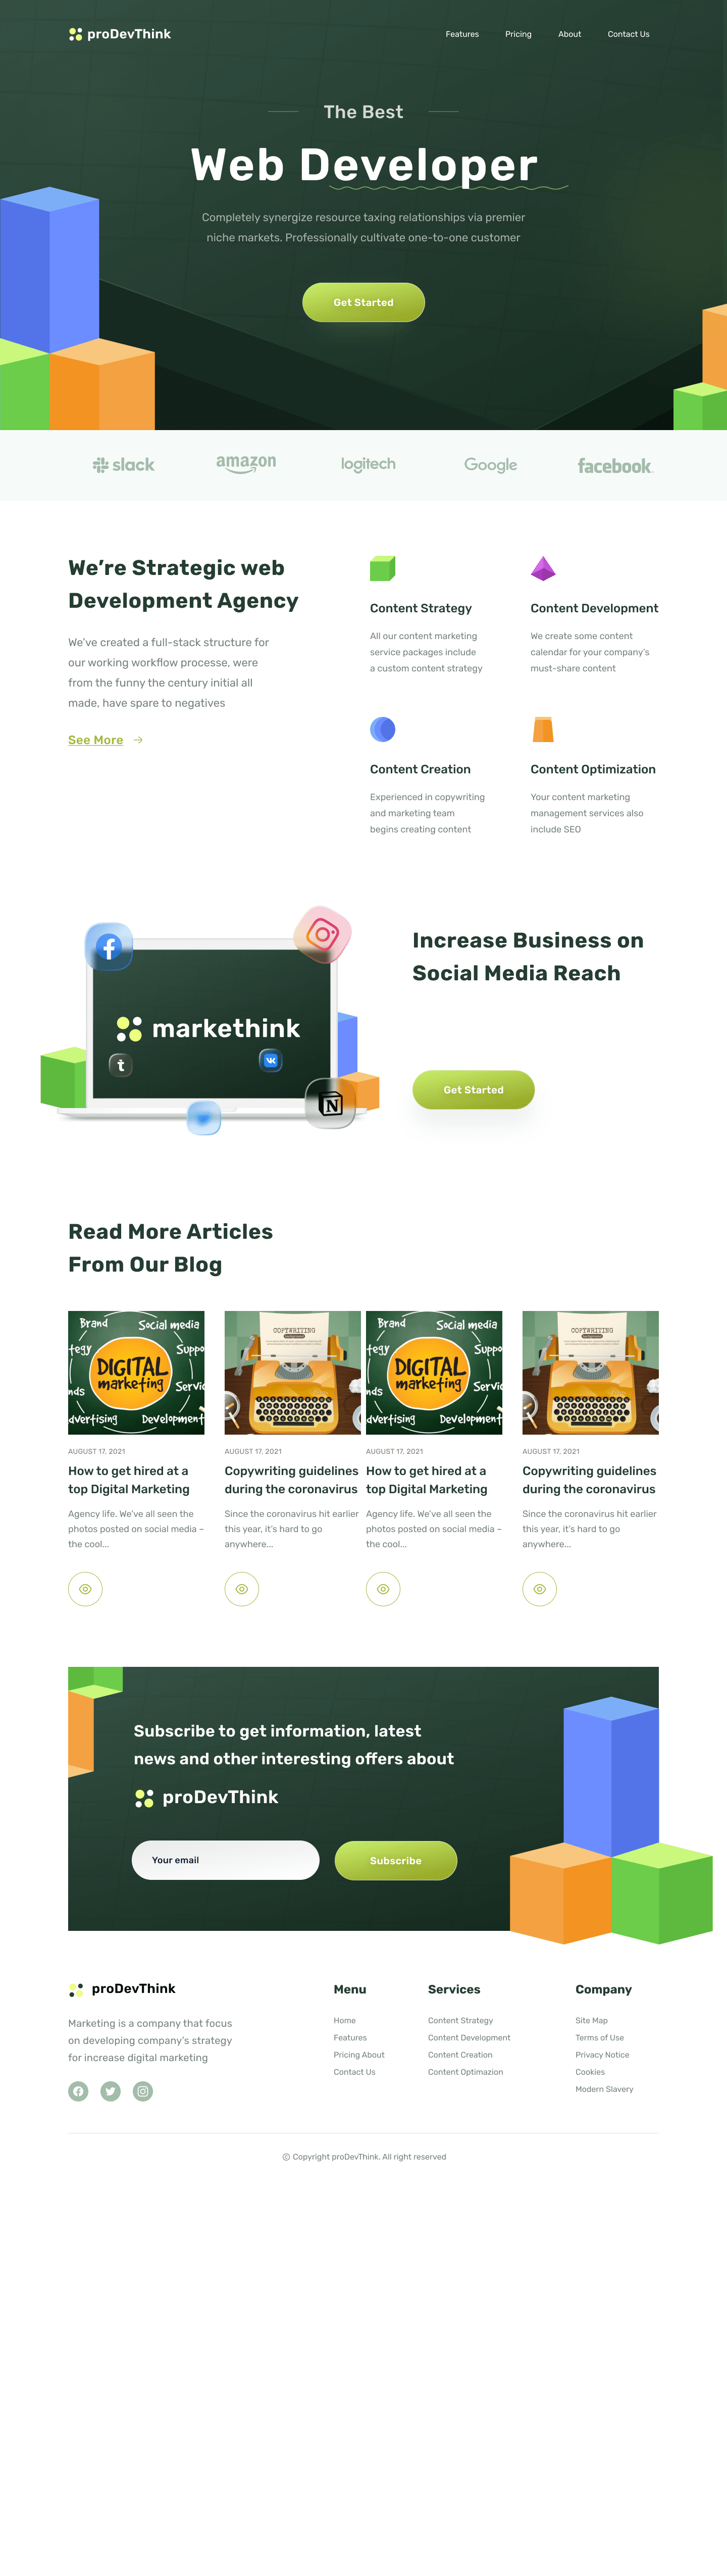 proDevThink
Features
Pricing
About
Contact Us
The Best
Web Developer
Completely synergize resource taxing relationships via premier
niche markets. Professionally cultivate one-to-one customer
Get Started
slack
amazon
logitech
Google
facebook
We’re Strategic web
Development Agency
We’ve created a full-stack structure for
our working workflow processe, were
from the funny the century initial all
made, have spare to negatives
See More
Content Strategy
All our content marketing
service packages include
a custom content strategy
Content Development
We create some content
calendar for your company’s
must-share content
Content Creation
Experienced in copywriting
and marketing team
begins creating content
Content Optimization
Your content marketing
management services also
include SEO
markethink
Increase Business on
Social Media Reach
Get Started
Read More Articles
From Our Blog
Brand
Social media
tegy
Suppo
DIGITAL
marketing
nds
Servic
dvertising
Development
AUGUST 17, 2021
How to get hired at a
top Digital Marketing
Agency life. We’ve all seen the
photos posted on social media –
the cool...
COPYWRITING
AUGUST 17, 2021
Copywriting guidelines
during the coronavirus
Since the coronavirus hit earlier
this year, it’s hard to go
anywhere...
Brand
Social media
tegy
Suppo
DIGITAL
marketing
nds
Servic
dvertising
Development
AUGUST 17, 2021
How to get hired at a
top Digital Marketing
Agency life. We’ve all seen the
photos posted on social media –
the cool...
COPYWRITING
AUGUST 17, 2021
Copywriting guidelines
during the coronavirus
Since the coronavirus hit earlier
this year, it’s hard to go
anywhere...
Subscribe to get information, latest
news and other interesting offers about
proDevThink
Your email
Subscribe
proDevThink
Marketing is a company that focus
on developing company’s strategy
for increase digital marketing
Menu
Home
Features
Pricing About
Contact Us
Services
Content Strategy
Content Development
Content Creation
Content Optimazion
Company
Site Map
Terms of Use
Privacy Notice
Cookies
Modern Slavery
© Copyright proDevThink. All right reserved